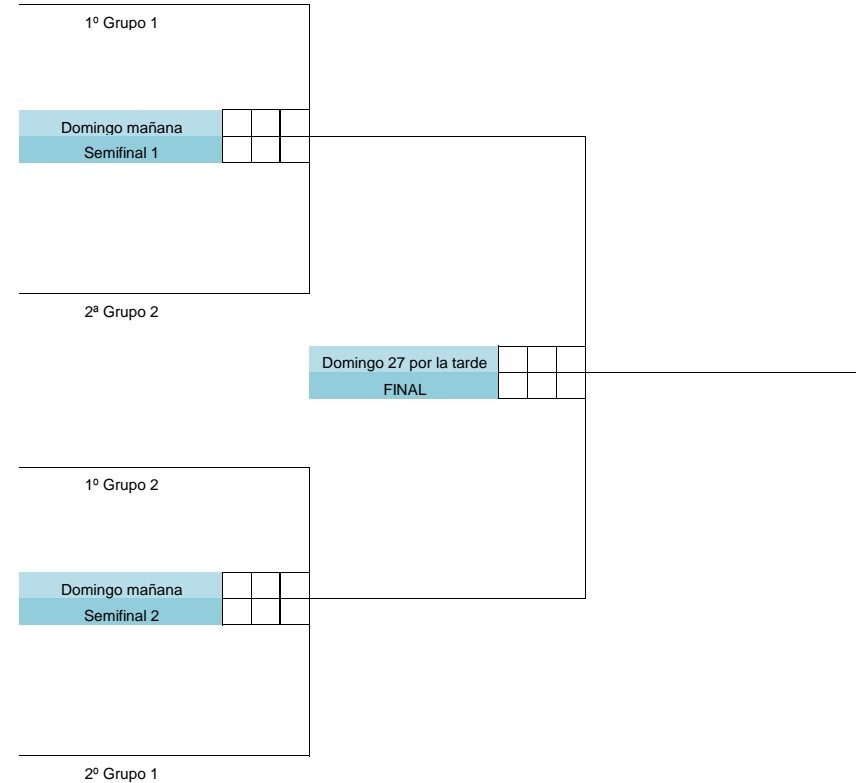 1º Grupo 1
Domingo mañana
Semifinal 1
2ª Grupo 2
Domingo 27 por la tarde
FINAL
1º Grupo 2
Domingo mañana
Semifinal 2
2º Grupo 1